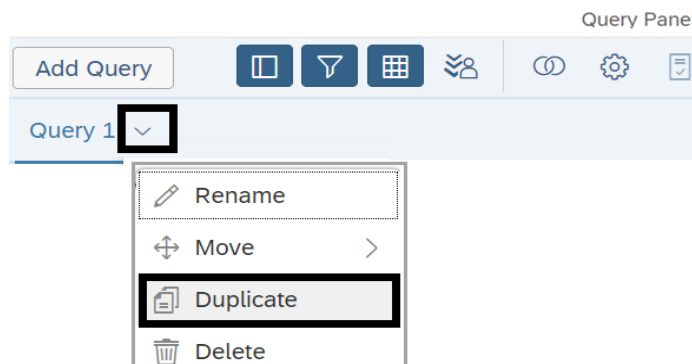 Query Pane
Add Query
Query 1
Rename
Move
Duplicate
Delete